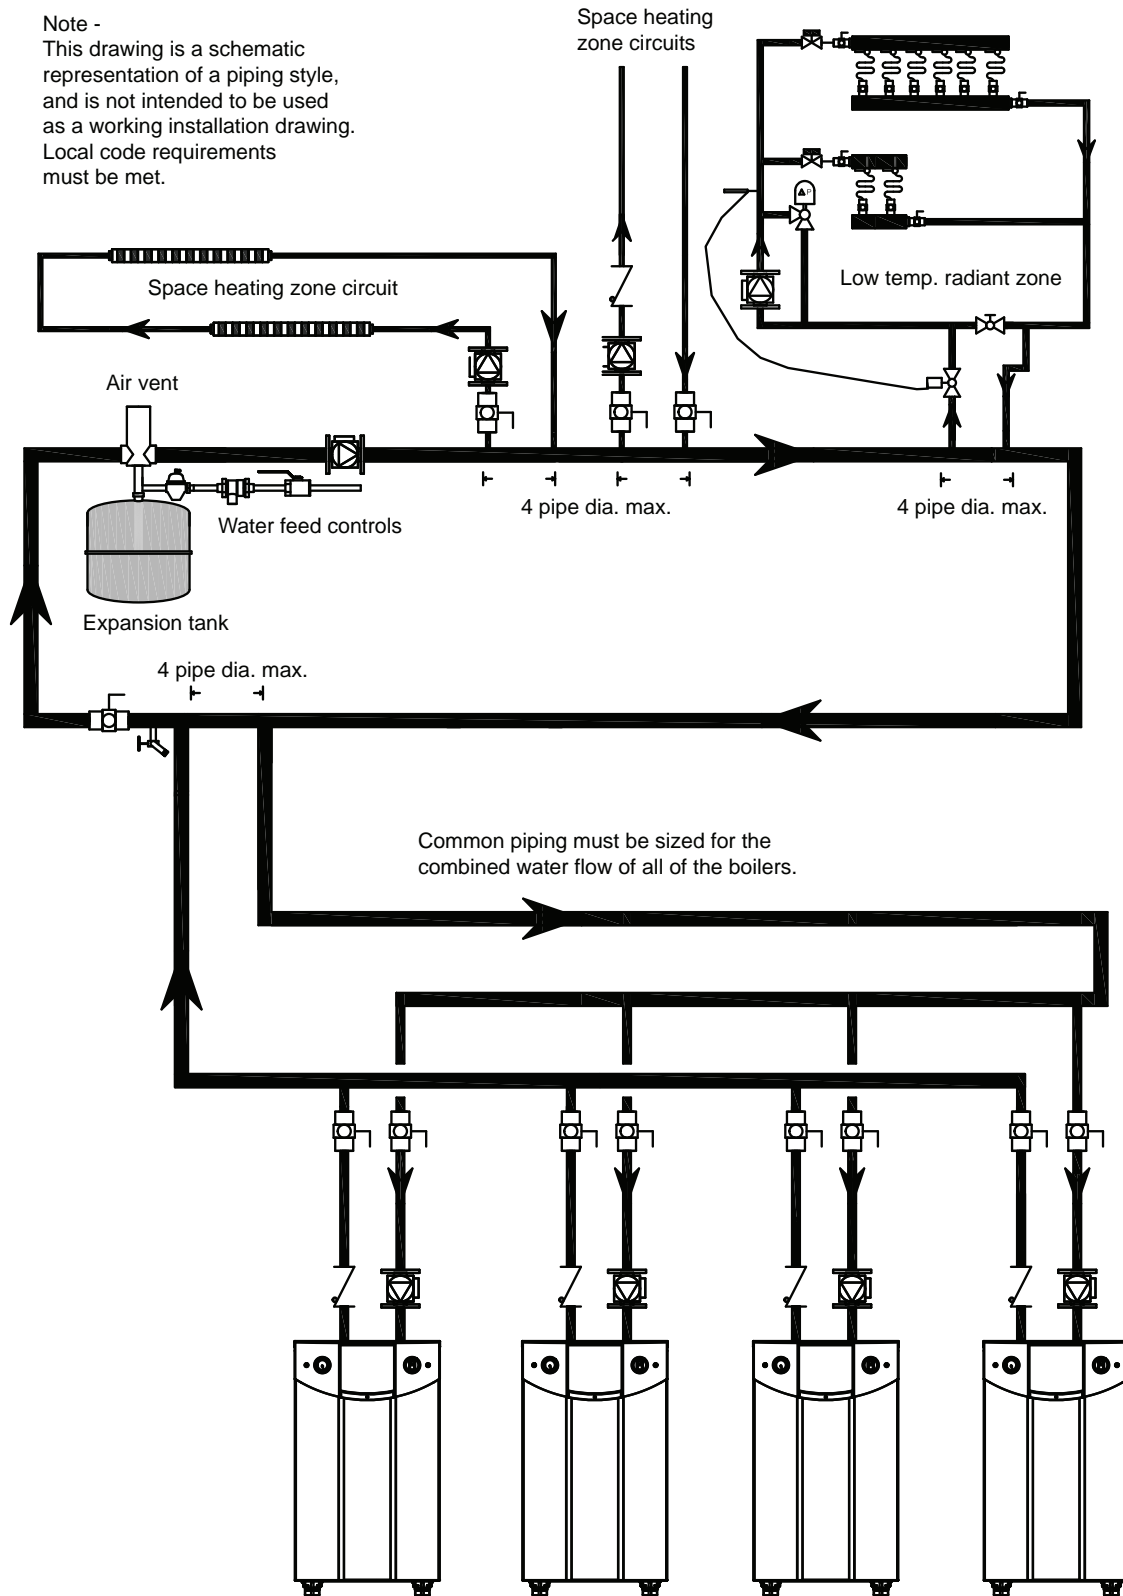 Note -
This drawing is a schematic
representation of a piping style,
and is not intended to be used
as a working installation drawing.
Local code requirements
must be met.
Space heating
zone circuits
Δ P
Space heating zone circuit
Low temp. radiant zone
Air vent
4 pipe dia. max.
4 pipe dia. max.
Water feed controls
Expansion tank
4 pipe dia. max.
Common piping must be sized for the
combined water flow of all of the boilers.